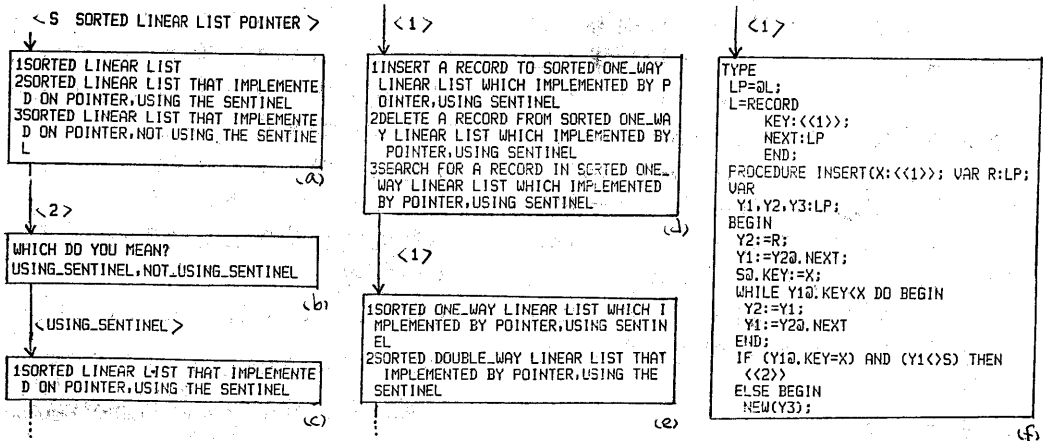 <S SORTED LINEAR LIST POINTER>
1SORTED LINEAR LIST
2SORTED LINEAR LIST THAT IMPLEMENTE
D ON POINTER,USING THE SENTINEL
3SORTED LINEAR LIST THAT IMPLEMENTE
D ON POINTER,NOT USING THE SENTINE
L
(a)
<2>
WHICH DO YOU MEAN?
USING_SENTINEL,NOT_USING_SENTINEL
(b)
<USING_SENTINEL>
1SORTED LINEAR LIST THAT IMPLEMENTE
D ON POINTER,USING THE SENTINEL
(c)
<1>
1INSERT A RECORD TO SORTED ONE_WAY
LINEAR LIST WHICH IMPLEMENTED BY P
OINTER,USING SENTINEL
2DELETE A RECORD FROM SORTED ONE_WA
Y LINEAR LIST WHICH IMPLEMENTED BY
POINTER,USING SENTINEL
3SEARCH FOR A RECORD IN SORTED ONE_
WAY LINEAR LIST WHICH IMPLEMENTED
BY POINTER,USING SENTINEL
(d)
<1>
1SORTED ONE_WAY LINEAR LIST WHICH I
MPLEMENTED BY POINTER,USING SENTIN
EL
2SORTED DOUBLE_WAY LINEAR LIST THAT
IMPLEMENTED BY POINTER,USING THE
SENTINEL
(e)
<1>
TYPE
LP=@L;
L=RECORD
KEY:<<1>>;
NEXT:LP
END;
PROCEDURE INSERT(X:<<1>>; VAR R:LP;
VAR
Y1,Y2,Y3:LP;
BEGIN
Y2:=R;
Y1:=Y2@.NEXT;
S@.KEY:=X;
WHILE Y1@.KEY<X DO BEGIN
Y2:=Y1;
Y1:=Y2@.NEXT
END;
IF (Y1@.KEY=X) AND (Y1<>S) THEN
<<2>>
ELSE BEGIN
NEW(Y3);
(f)